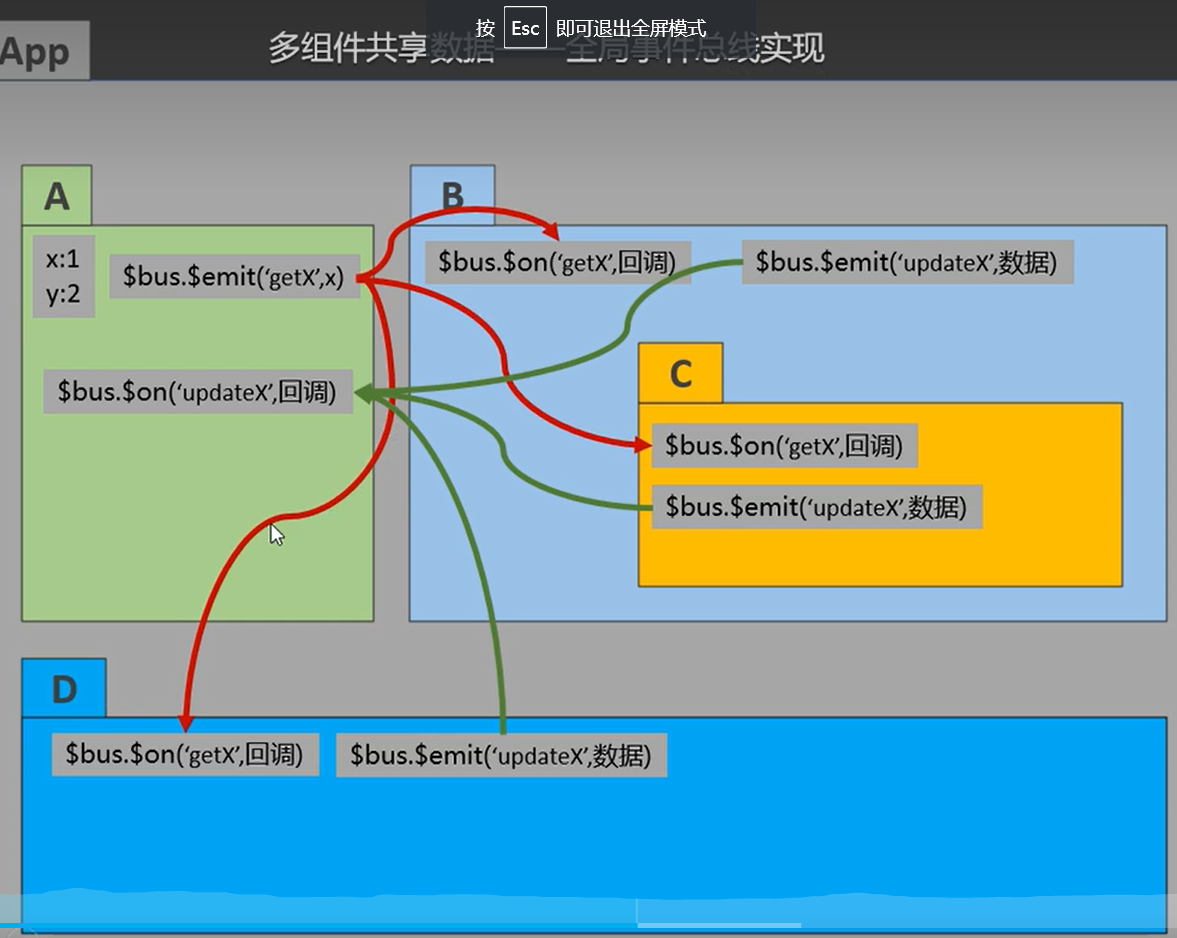 按 Esc 即可退出全屏模式
App
多组件共享数据——全局事件总线实现
A
B
x:1
y:2
$bus.$emit(‘getX’,x)
$bus.$on(‘getX’,回调)
$bus.$emit(‘updateX’,数据)
$bus.$on(‘updateX’,回调)
C
$bus.$on(‘getX’,回调)
$bus.$emit(‘updateX’,数据)
D
$bus.$on(‘getX’,回调)
$bus.$emit(‘updateX’,数据)